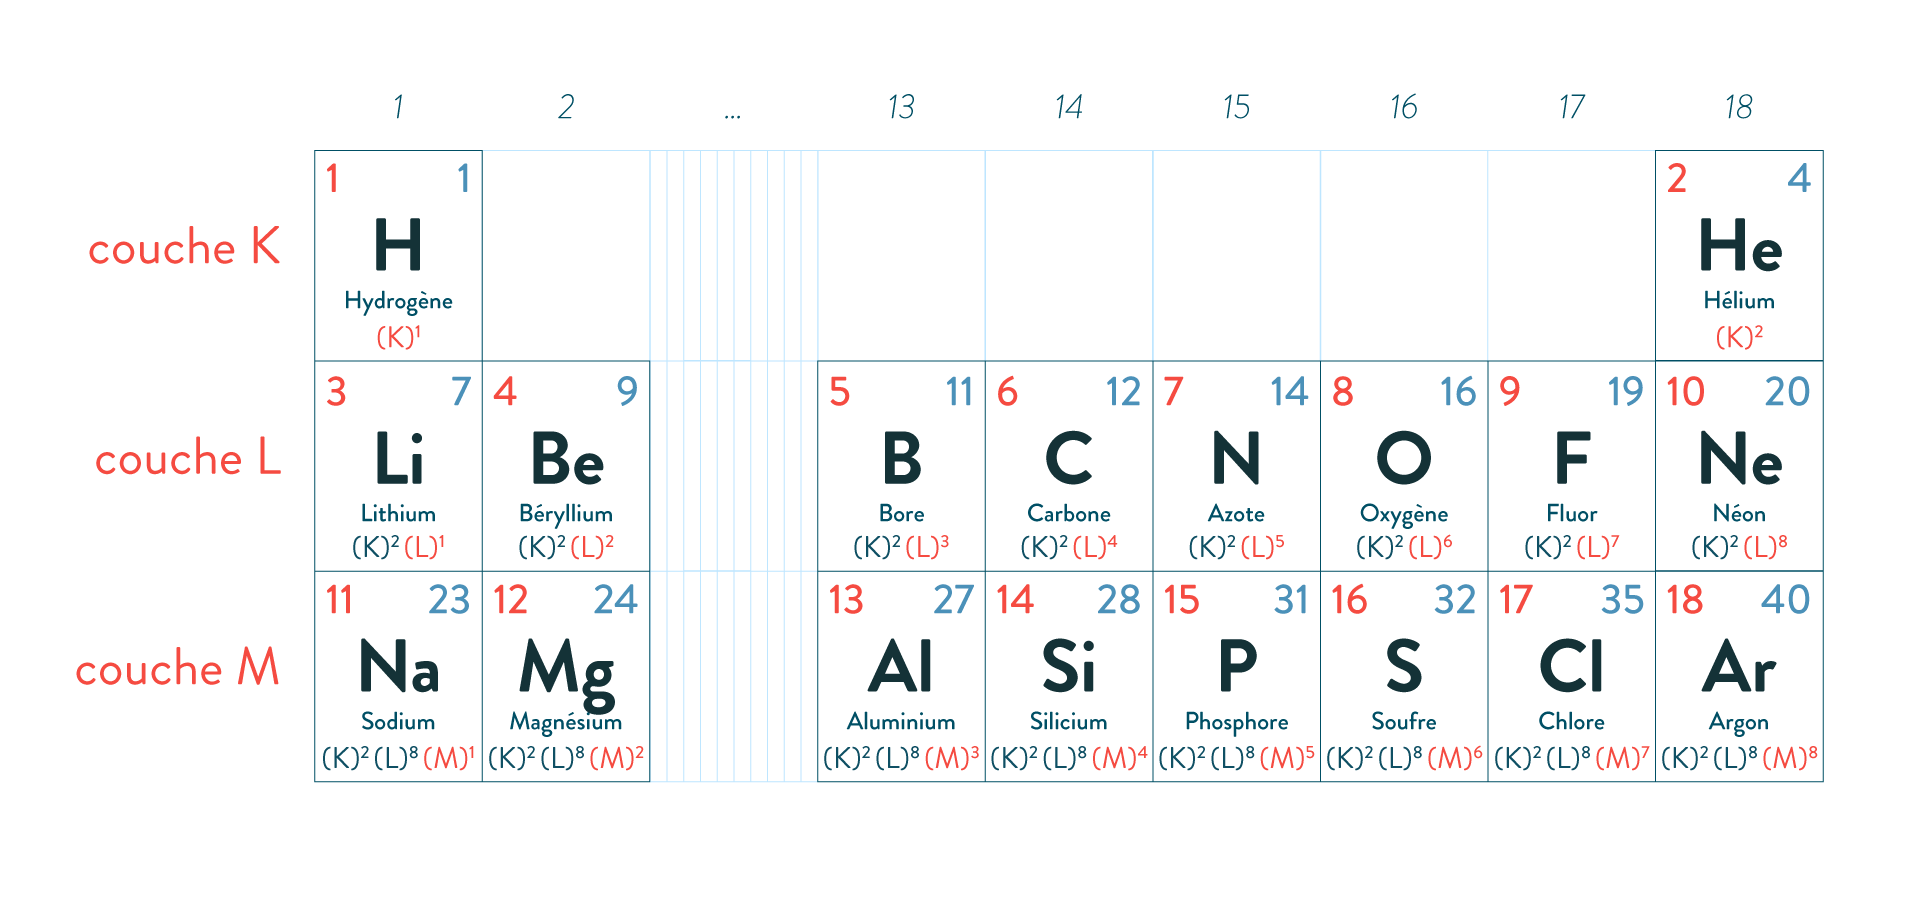 1 2 ... 13 14 15 16 17 18
1 1 2 4
couche K H He
Hydrogène Hélium
(K)¹ (K)²
3 7 4 9 5 11 6 12 7 14 8 16 9 19 10 20
couche L Li Be B C N O F Ne
Lithium Béryllium Bore Carbone Azote Oxygène Fluor Néon
(K)² (L)¹ (K)² (L)² (K)² (L)³ (K)² (L)⁴ (K)² (L)⁵ (K)² (L)⁶ (K)² (L)⁷ (K)² (L)⁸
11 23 12 24 13 27 14 28 15 31 16 32 17 35 18 40
couche M Na Mg Al Si P S Cl Ar
Sodium Magnésium Aluminium Silicium Phosphore Soufre Chlore Argon
(K)² (L)⁸ (M)¹ (K)² (L)⁸ (M)² (K)² (L)⁸ (M)³ (K)² (L)⁸ (M)⁴ (K)² (L)⁸ (M)⁵ (K)² (L)⁸ (M)⁶ (K)² (L)⁸ (M)⁷ (K)² (L)⁸ (M)⁸